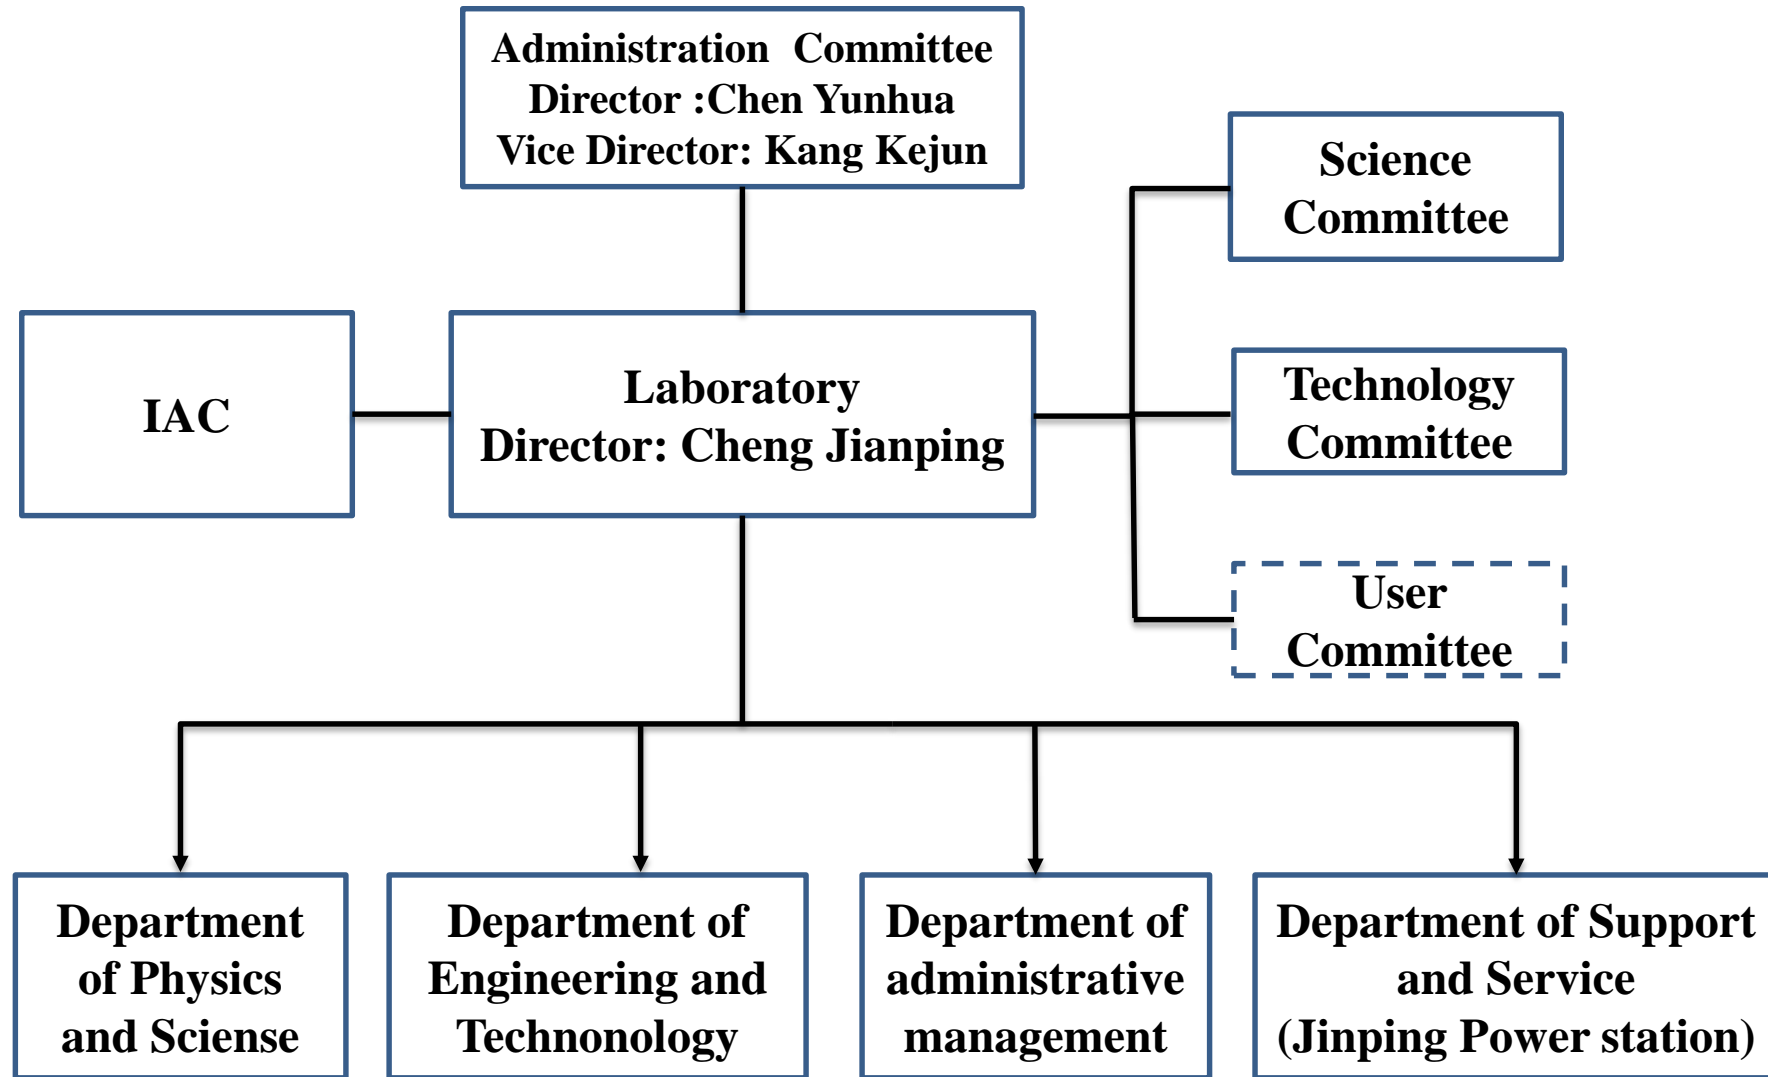 Administration Committee
Director :Chen Yunhua
Vice Director: Kang Kejun
Science
Committee
IAC
Laboratory
Director: Cheng Jianping
Technology
Committee
User
Committee
Department
of Physics
and Sciense
Department of
Engineering and
Technonology
Department of
administrative
management
Department of Support
and Service
(Jinping Power station)